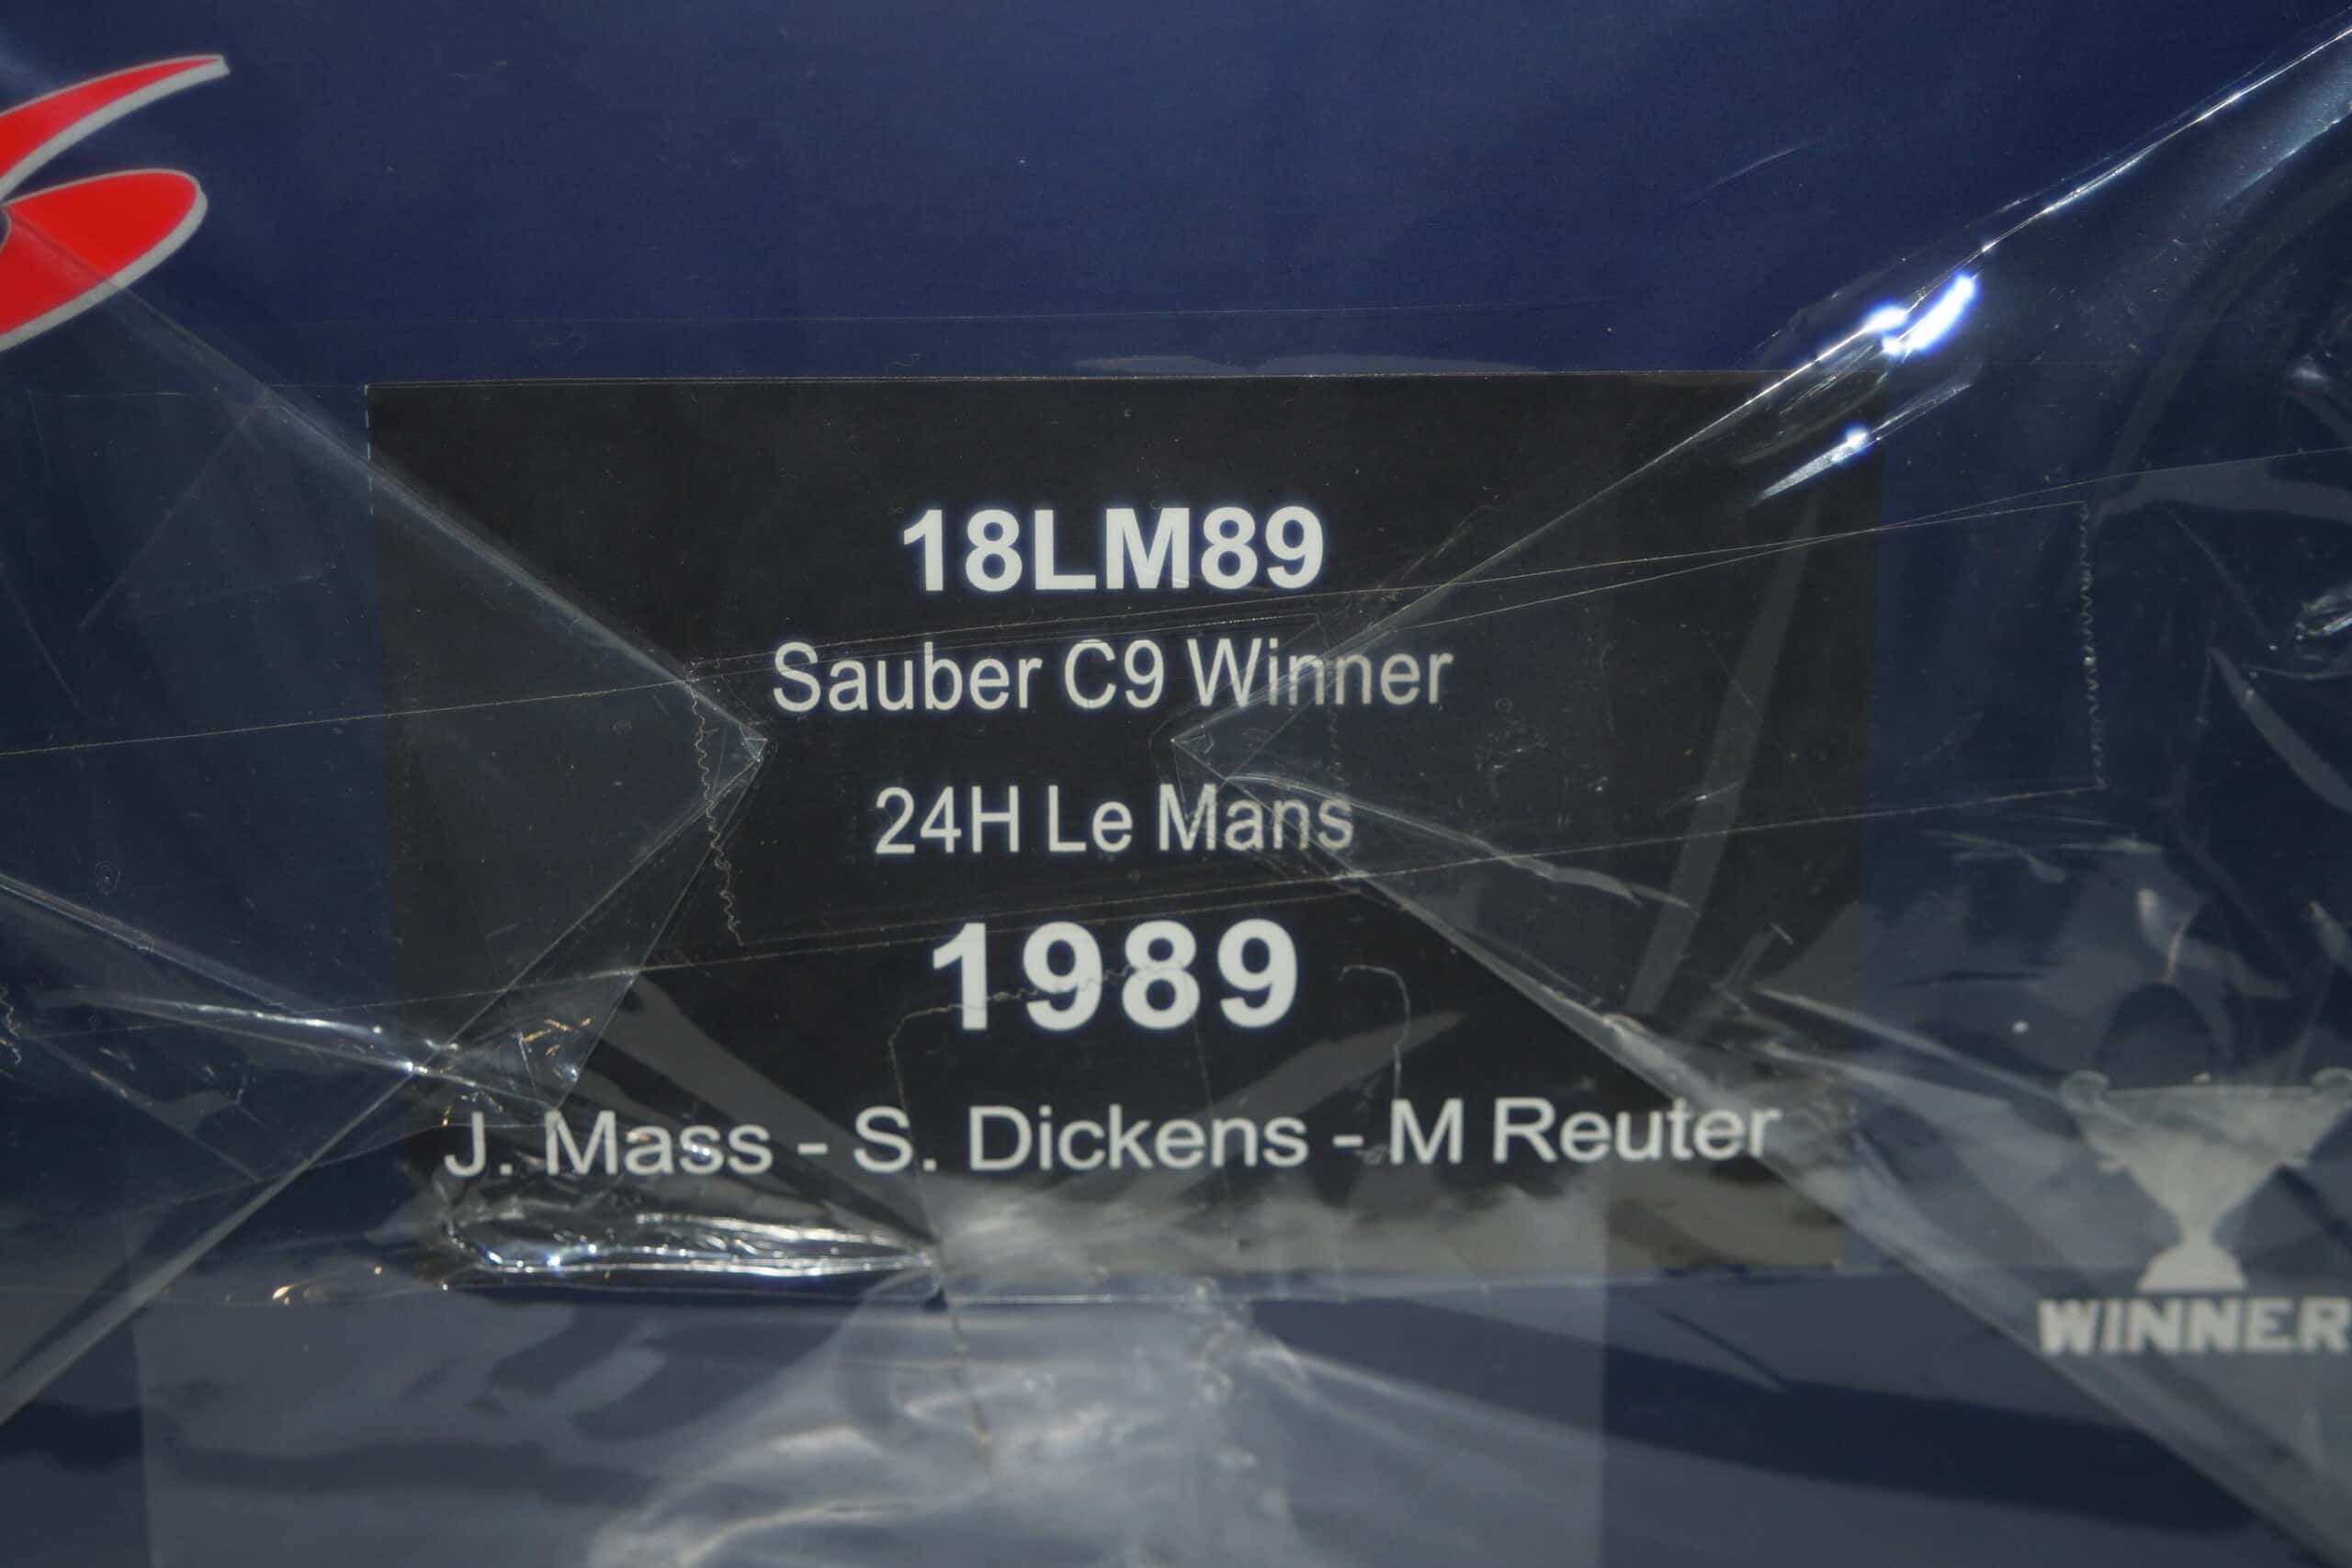 18LM89
Sauber C9 Winner
24H Le Mans
1989
J. Mass - S. Dickens - M Reuter
WINNER